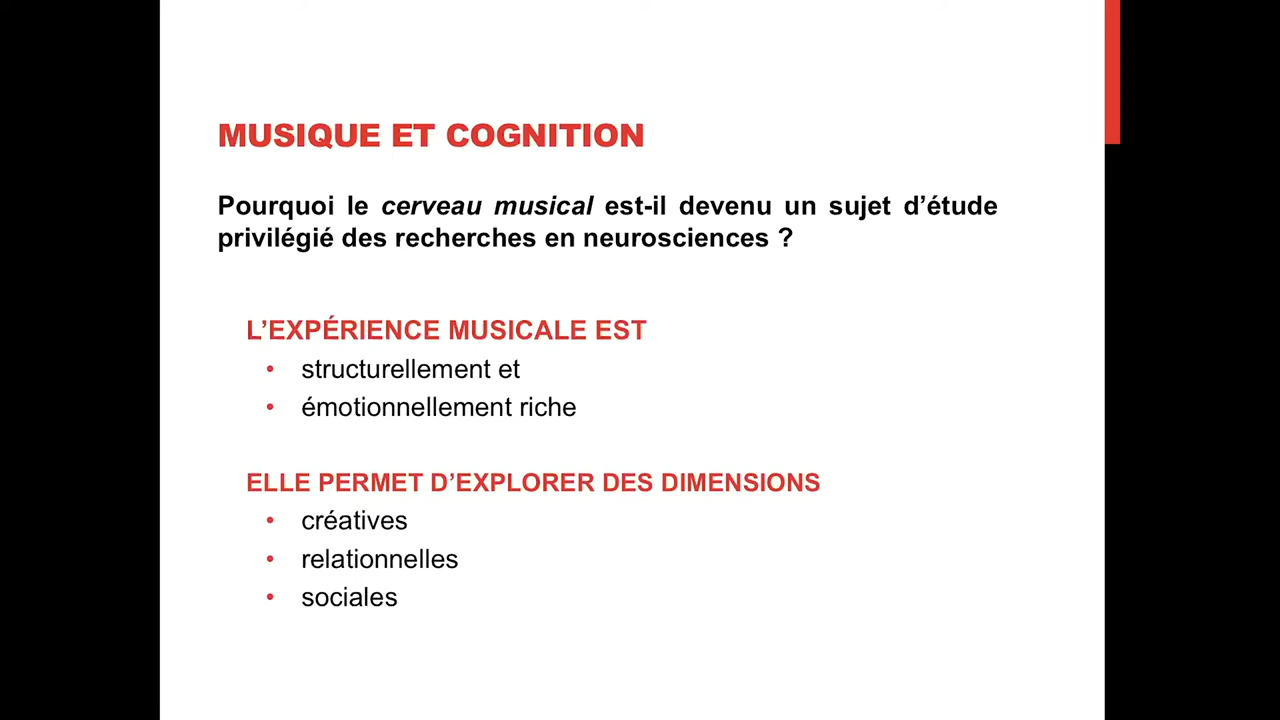 MUSIQUE ET COGNITION
Pourquoi le cerveau musical est-il devenu un sujet d’étude
privilégié des recherches en neurosciences ?
L’EXPÉRIENCE MUSICALE EST
• structurellement et
• émotionnellement riche
ELLE PERMET D’EXPLORER DES DIMENSIONS
• créatives
• relationnelles
• sociales